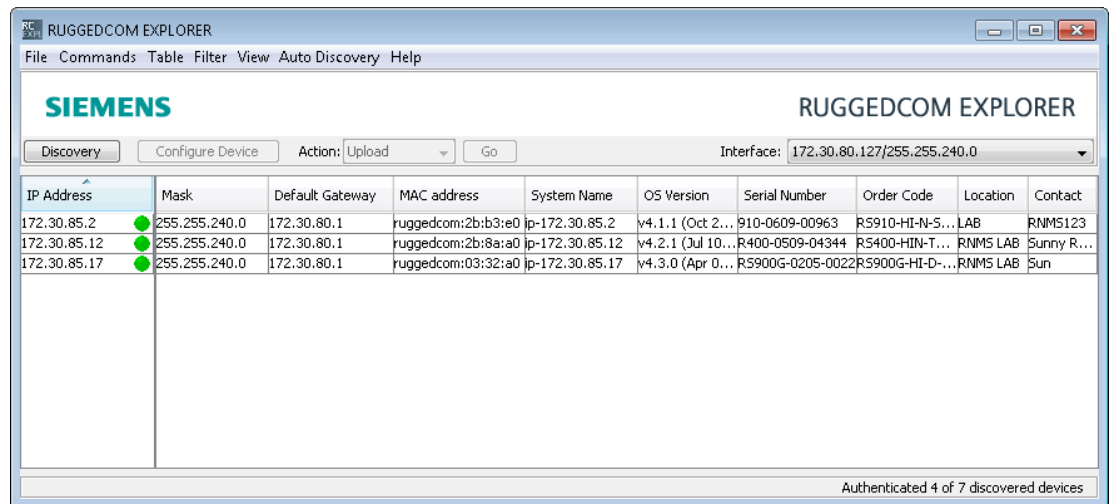 RUGGEDCOM EXPLORER
File Commands Table Filter View Auto Discovery Help
SIEMENS RUGGEDCOM EXPLORER
Discovery Configure Device Action: Upload Go Interface: 172.30.80.127/255.255.240.0
IP Address Mask Default Gateway MAC address System Name OS Version Serial Number Order Code Location Contact
172.30.85.2 255.255.240.0 172.30.80.1 ruggedcom:2b:b3:e0 ip-172.30.85.2 v4.1.1 (Oct 2... 910-0609-00963 RS910-HI-N-S... LAB RNMS123
172.30.85.12 255.255.240.0 172.30.80.1 ruggedcom:2b:8a:a0 ip-172.30.85.12 v4.2.1 (Jul 10... R400-0509-04344 RS400-HIN-T... RNMS LAB Sunny R...
172.30.85.17 255.255.240.0 172.30.80.1 ruggedcom:03:32:a0 ip-172.30.85.17 v4.3.0 (Apr 0... RS900G-0205-0022 RS900G-HI-D-... RNMS LAB Sun
Authenticated 4 of 7 discovered devices